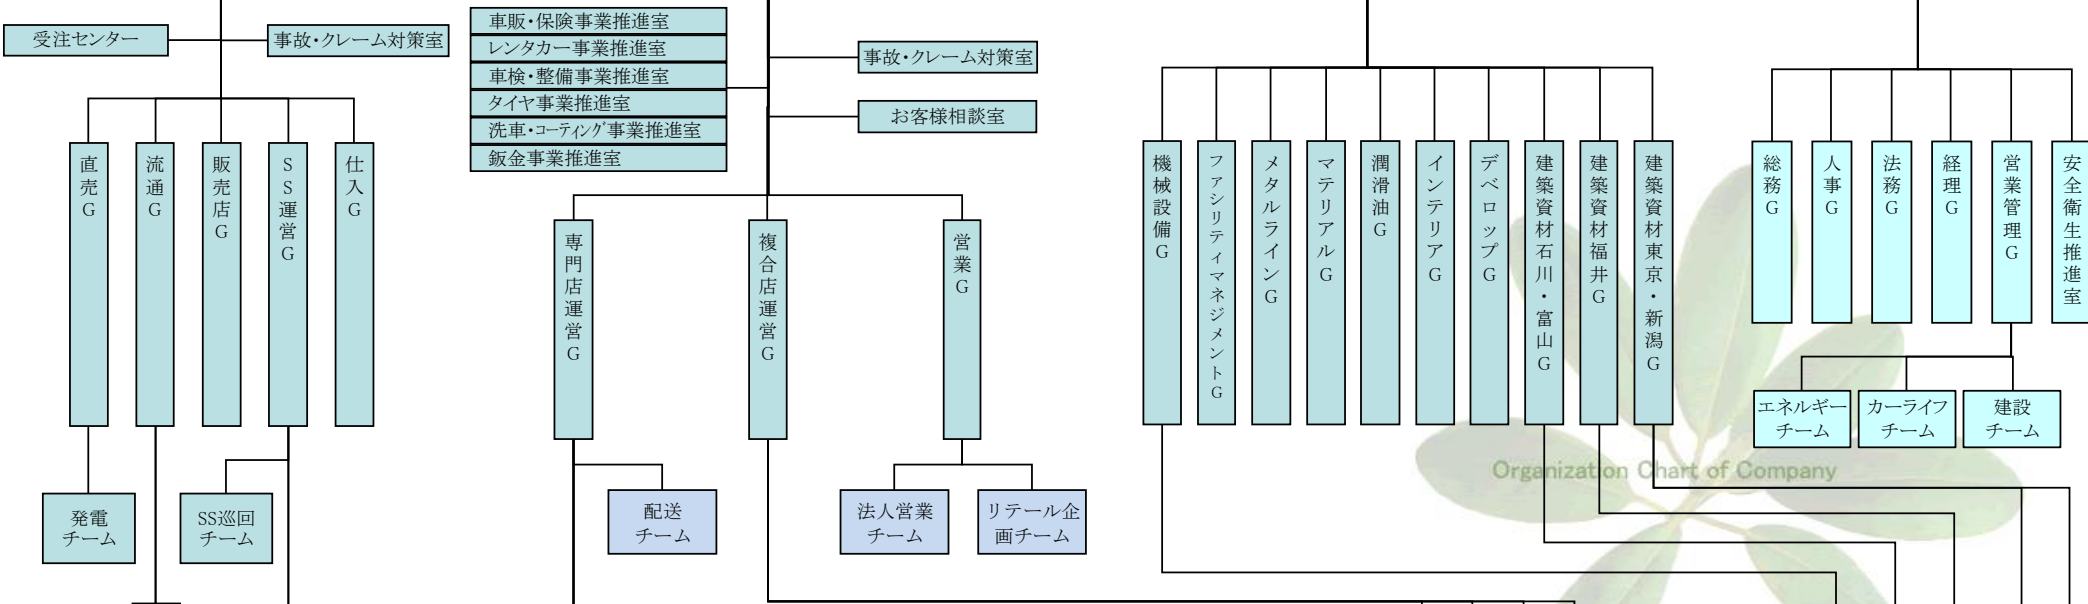 受注センター
事故・クレーム対策室
直売G
流通G
販売店G
SS運営G
仕入G
発電
チーム
SS巡回
チーム
車販・保険事業推進室
レンタカー事業推進室
車検・整備事業推進室
タイヤ事業推進室
洗車・コーティング事業推進室
鈑金事業推進室
事故・クレーム対策室
お客様相談室
専門店運営G
複合店運営G
営業G
配送
チーム
法人営業
チーム
リテール企
画チーム
機械設備G
ファシリティマネジメントG
メタルラインG
マテリアルG
潤滑油G
インテリアG
デベロップG
建築資材石川・富山G
建築資材福井G
建築資材東京・新潟G
総務G
人事G
法務G
経理G
営業管理G
安全衛生推進室
エネルギー
チーム
カーライフ
チーム
建設
チーム
Organization Chart of Company